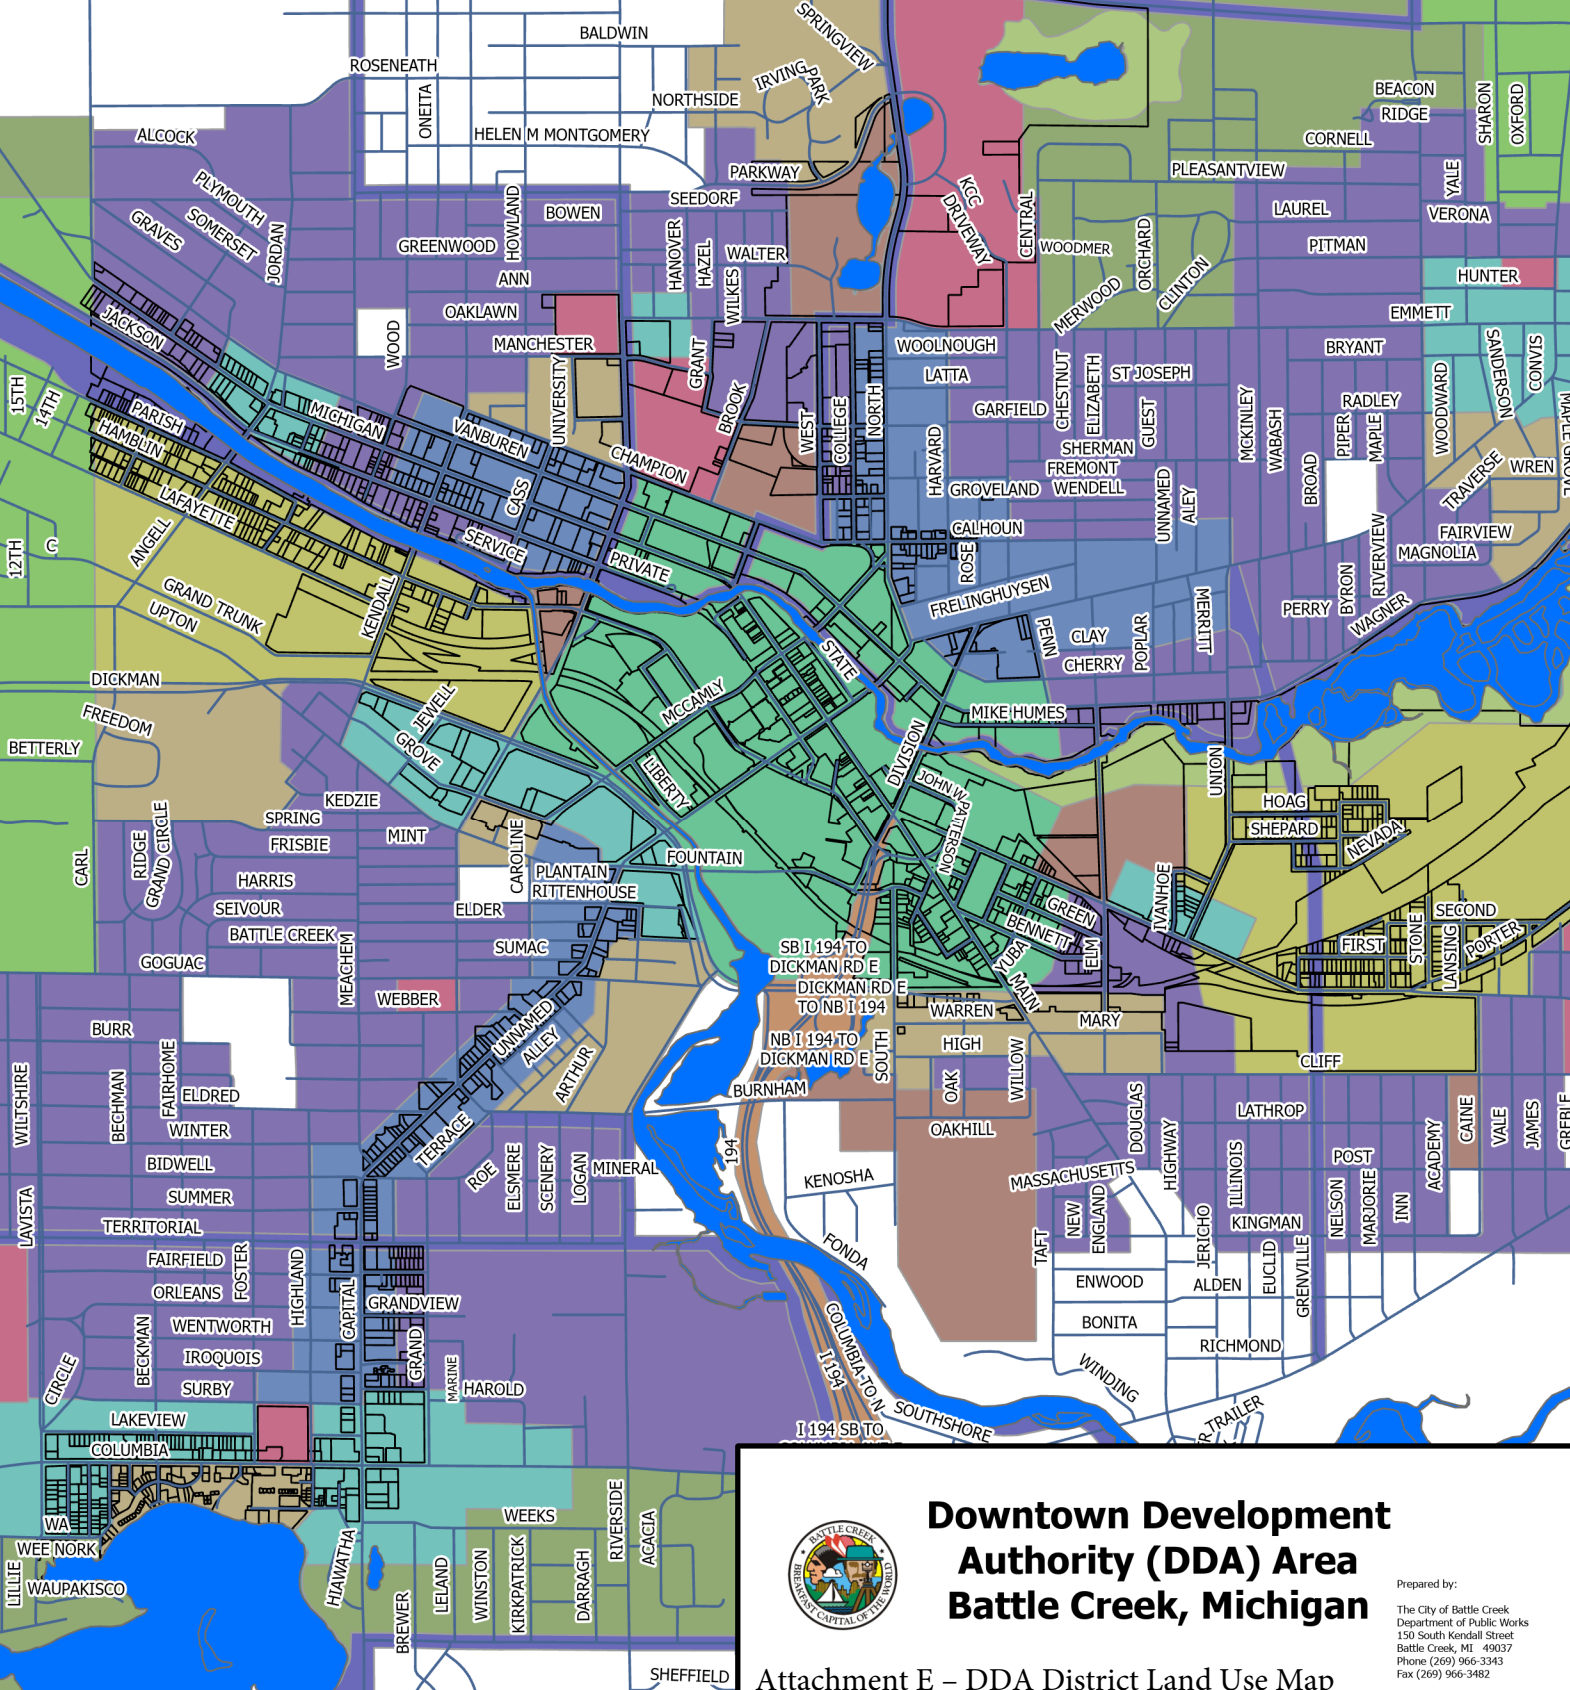 BALDWIN
SPRINGVIEW
ROSENEATH
IRVING
PARK
ONEITA
NORTHSIDE
BEACON
RIDGE
SHARON
OXFORD
ALCOCK
HELEN M MONTGOMERY
CORNELL
PARKWAY
PLEASANTVIEW
YALE
PLYMOUTH
SEEDORF
KCC
DRIVEWAY
CENTRAL
GRAVES
SOMERSET
JORDAN
HOWLAND
BOWEN
LAUREL
VERONA
GREENWOOD
HANOVER
HAZEL
WALTER
WOODMER
ORCHARD
PITMAN
ANN
WILKES
CLINTON
HUNTER
OAKLAWN
MERWOOD
EMMETT
JACKSON
WOOD
MANCHESTER
WOOLNOUGH
BRYANT
SANDERSON
CONVIS
GRANT
LATTA
CHESTNUT
ELIZABETH
ST JOSEPH
15TH
14TH
PARISH
MICHIGAN
UNIVERSITY
BROOK
NORTH
GARFIELD
GUEST
MCKINLEY
WABASH
RADLEY
WOODWARD
HAMBLIN
VANBUREN
WEST
COLLEGE
HARVARD
SHERMAN
PIPER
MAPLE
CHAMPION
FREMONT
BROAD
TRAVERSE
WREN
LAFAYETTE
CASS
GROVELAND
WENDELL
UNNAMED
ALEY
12TH
C
ANGELL
SERVICE
CALHOUN
ROSE
RIVERVIEW
FAIRVIEW
MAGNOLIA
PRIVATE
GRAND TRUNK
UPTON
KENDALL
FRELINGHUYSEN
MERRITT
PERRY
BYRON
WAGNER
STATE
PENN
CLAY
CHERRY
POPLAR
DICKMAN
FREEDOM
JEWELL
MCCAMLY
MIKE HUMES
BETTERLY
GROVE
LIBERTY
DIVISION
UNION
KEDZIE
SPRING
JOHN W PATTERSON
HOAG
SHEPARD
NEVADA
CARL
RIDGE
GRAND CIRCLE
FRISBIE
MINT
CAROLINE
FOUNTAIN
HARRIS
PLANTAIN
RITTENHOUSE
IVANHOE
SEIVOUR
ELDER
GREEN
BENNETT
SECOND
BATTLE CREEK
SUMAC
SB I 194 TO
DICKMAN RD E
YUBA
ELM
FIRST
STONE
LANSING
PORTER
GOGUAC
MEACHEM
WEBBER
DICKMAN RD E
TO NB I 194
MAIN
WARREN
MARY
BURR
UNNAMED
ALLEY
NB I 194 TO
DICKMAN RD E
SOUTH
HIGH
CLIFF
WILTSHIRE
BECHMAN
FAIRHOME
ELDRED
ARTHUR
BURNHAM
OAK
WILLOW
WINTER
TERRACE
OAKHILL
DOUGLAS
LATHROP
CAINE
VALE
JAMES
BIDWELL
ROE
ELSMERE
SCENERY
LOGAN
MINERAL
194
KENOSHA
MASSACHUSETTS
HIGHWAY
ILLINOIS
POST
ACADEMY
LAVISTA
SUMMER
TERRITORIAL
NEW
ENGLAND
NELSON
MARJORIE
INN
KINGMAN
FAIRFIELD
FOSTER
HIGHLAND
FONDA
TAFT
JERICHO
ORLEANS
CAPITAL
GRANDVIEW
ENWOOD
ALDEN
EUCLID
GRENVILLE
WENTWORTH
BECKMAN
IROQUOIS
GRAND
COLUMBIA TO N
I 194
BONITA
RICHMOND
CIRCLE
SURBY
MARINE
HAROLD
WINDING
LAKEVIEW
COLUMBIA
SOUTHSHORE
I 194 SB TO
WA
WEE NORK
WEEKS
RIVERSIDE
ACACIA
LILLIE
WAUPAKISCO
HIAWATHA
BREWER
LELAND
WINSTON
KIRKPATRICK
DARRAGH
SHEFFIELD
Downtown Development
Authority (DDA) Area
Battle Creek, Michigan
BATTLE CREEK
BREAKFAST CAPITAL OF THE WORLD
Prepared by:
The City of Battle Creek
Department of Public Works
150 South Kendall Street
Battle Creek, MI 49037
Phone (269) 966-3343
Fax (269) 966-3482
Attachment E – DDA District Land Use Map